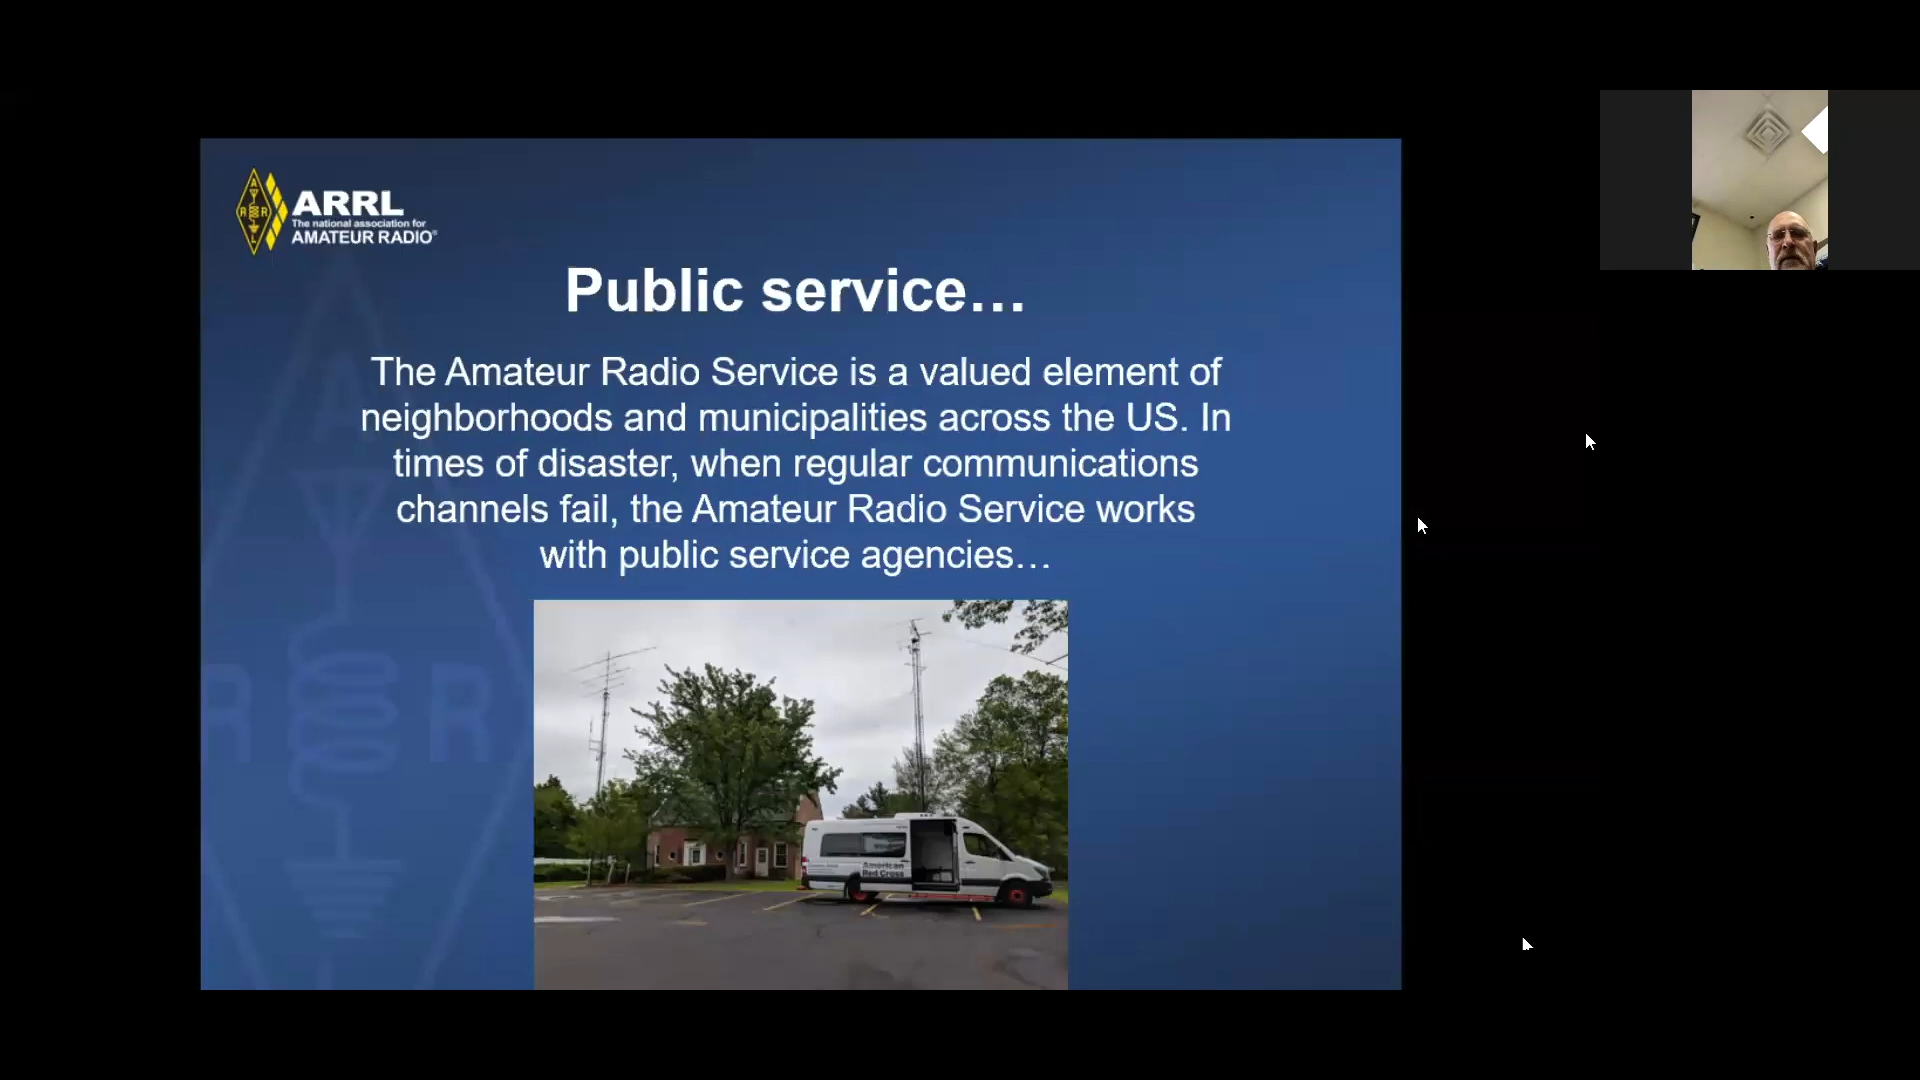 A
R R
L
ARRL
The national association for
AMATEUR RADIO®
Public service…
The Amateur Radio Service is a valued element of
neighborhoods and municipalities across the US. In
times of disaster, when regular communications
channels fail, the Amateur Radio Service works
with public service agencies…
American
Red Cross
R R